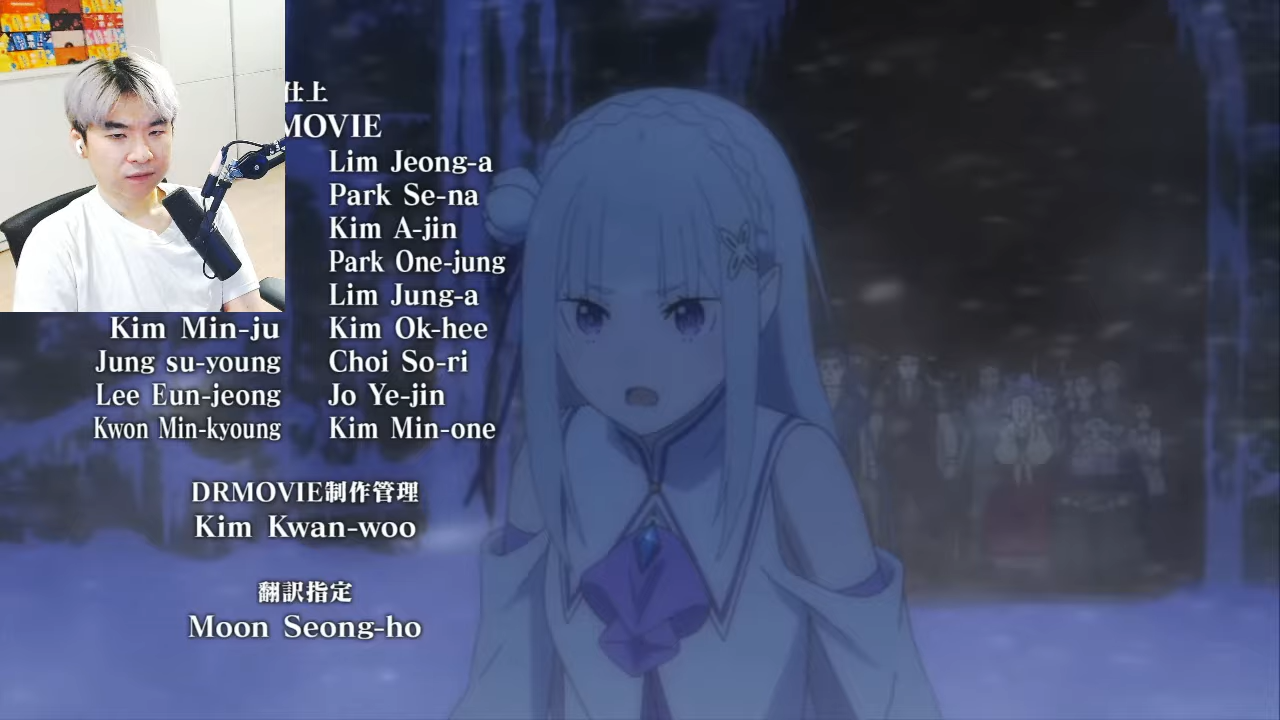 仕上
MOVIE
Lim Jeong-a
Park Se-na
Kim A-jin
Park One-jung
Lim Jung-a
Kim Min-ju Kim Ok-hee
Jung su-young Choi So-ri
Lee Eun-jeong Jo Ye-jin
Kwon Min-kyoung Kim Min-one
DRMOVIE制作管理
Kim Kwan-woo
翻訳指定
Moon Seong-ho